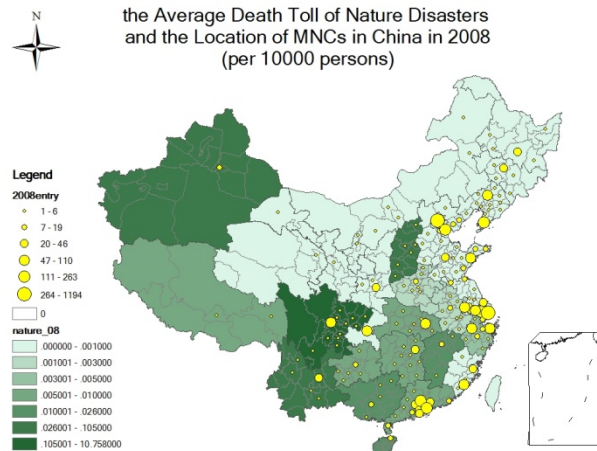 the Average Death Toll of Nature Disasters
and the Location of MNCs in China in 2008
(per 10000 persons)
N
Legend
2008entry
1 - 6
7 - 19
20 - 46
47 - 110
111 - 263
264 - 1194
0
nature_08
.000000 - .001000
.001001 - .003000
.003001 - .005000
.005001 - .010000
.010001 - .026000
.026001 - .105000
.105001 - 10.758000